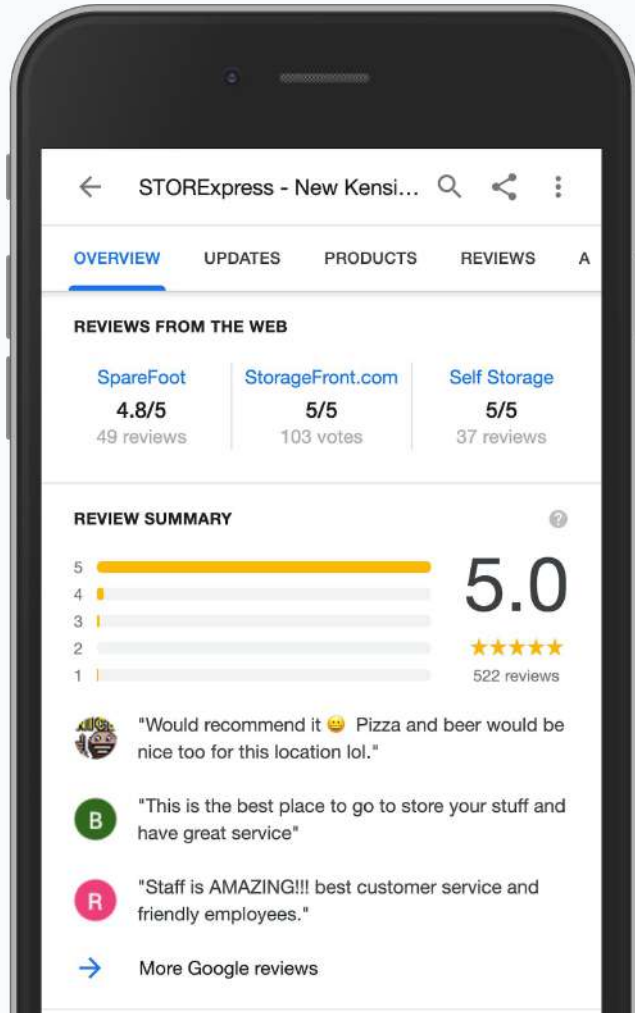 STORExpress - New Kensi...
OVERVIEW UPDATES PRODUCTS REVIEWS A
REVIEWS FROM THE WEB
SpareFoot StorageFront.com Self Storage
4.8/5 5/5 5/5
49 reviews 103 votes 37 reviews
REVIEW SUMMARY
5
4
3
2
1
5.0
522 reviews
"Would recommend it 😀 Pizza and beer would be
nice too for this location lol."
B
"This is the best place to go to store your stuff and
have great service"
R
"Staff is AMAZING!!! best customer service and
friendly employees."
More Google reviews